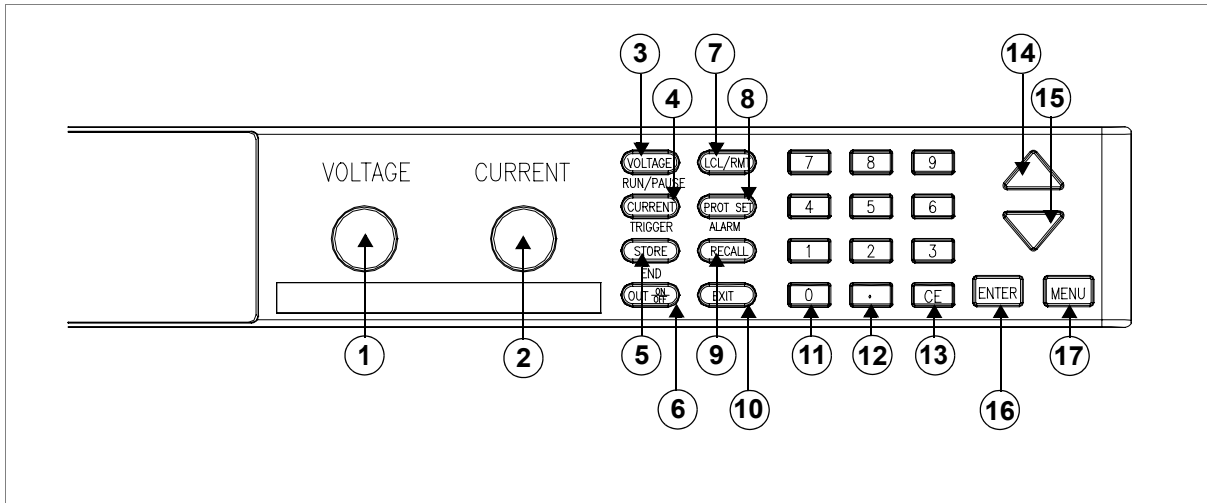 3 7 14
4 8 15
VOLTAGE CURRENT
VOLTAGE LCL/RMT 7 8 9
RUN/PAUSE
CURRENT PROT SET 4 5 6
TRIGGER ALARM
STORE RECALL 1 2 3
END
OUT ON OFF EXIT 0 . CE ENTER MENU
1 2 5 9 11 12 13 17
6 10 16